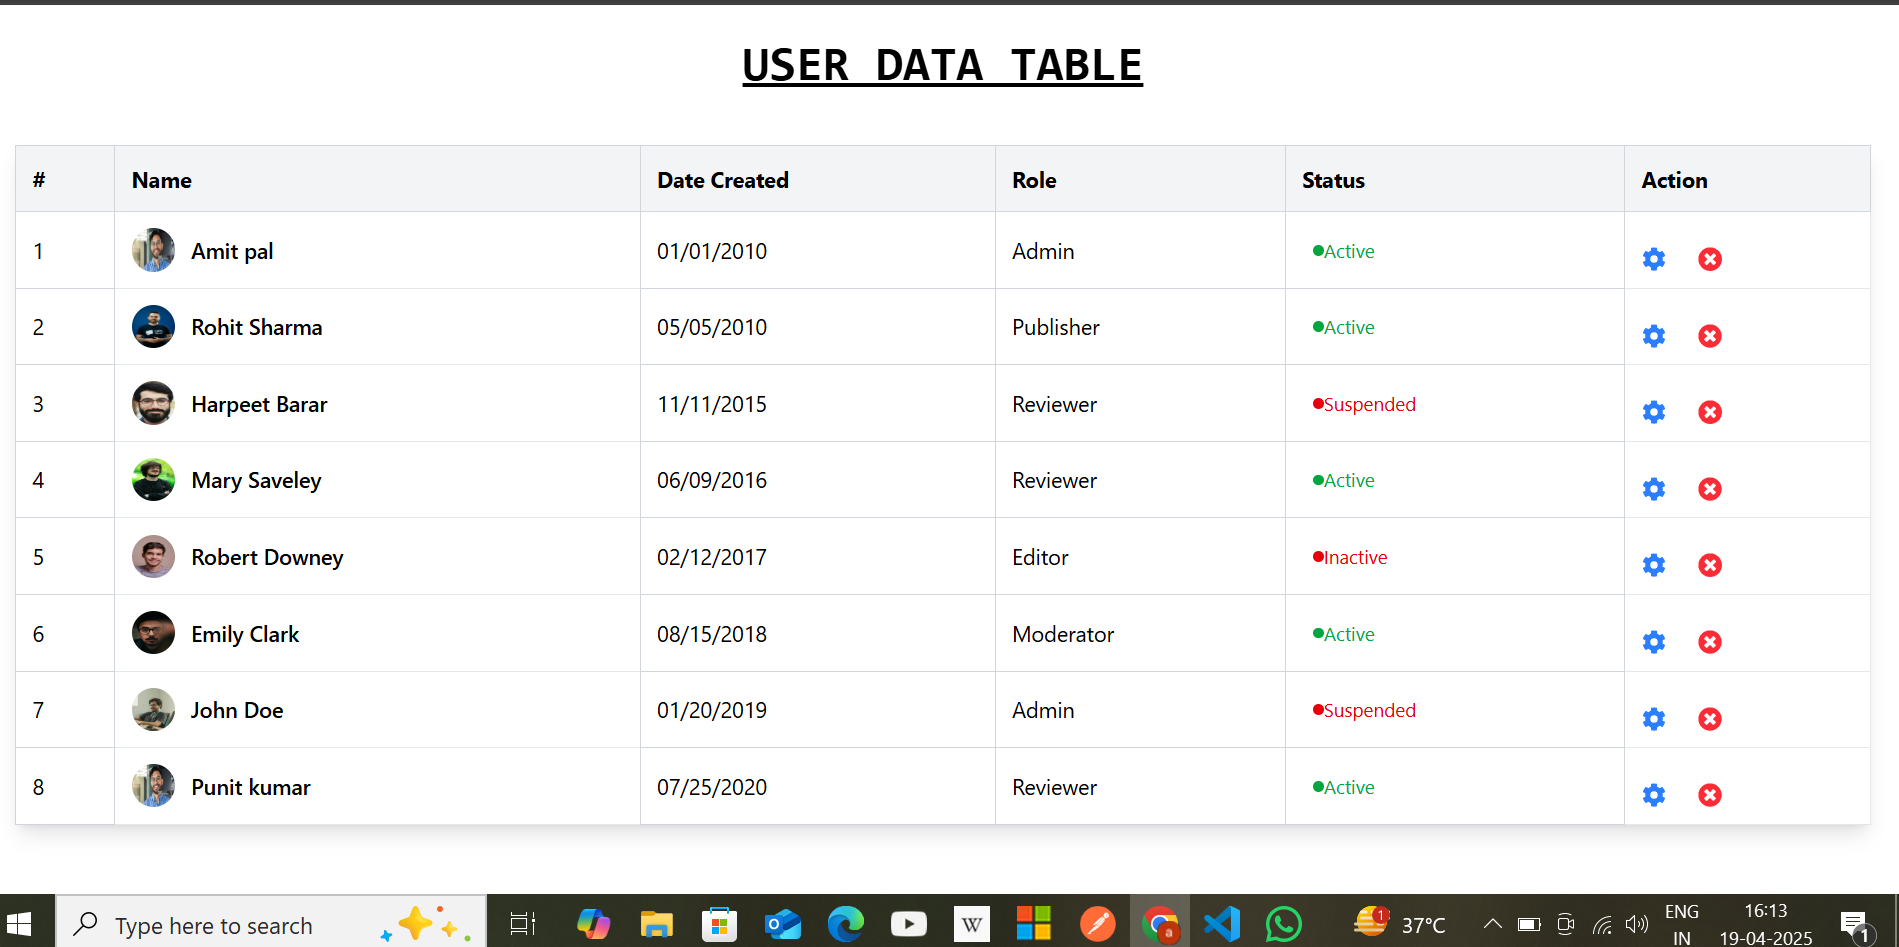 USER DATA TABLE
# Name Date Created Role Status Action
1 Amit pal 01/01/2010 Admin Active
2 Rohit Sharma 05/05/2010 Publisher Active
3 Harpeet Barar 11/11/2015 Reviewer Suspended
4 Mary Saveley 06/09/2016 Reviewer Active
5 Robert Downey 02/12/2017 Editor Inactive
6 Emily Clark 08/15/2018 Moderator Active
7 John Doe 01/20/2019 Admin Suspended
8 Punit kumar 07/25/2020 Reviewer Active
Type here to search W a 1 37°C ENG 16:13
IN 19-04-2025 1